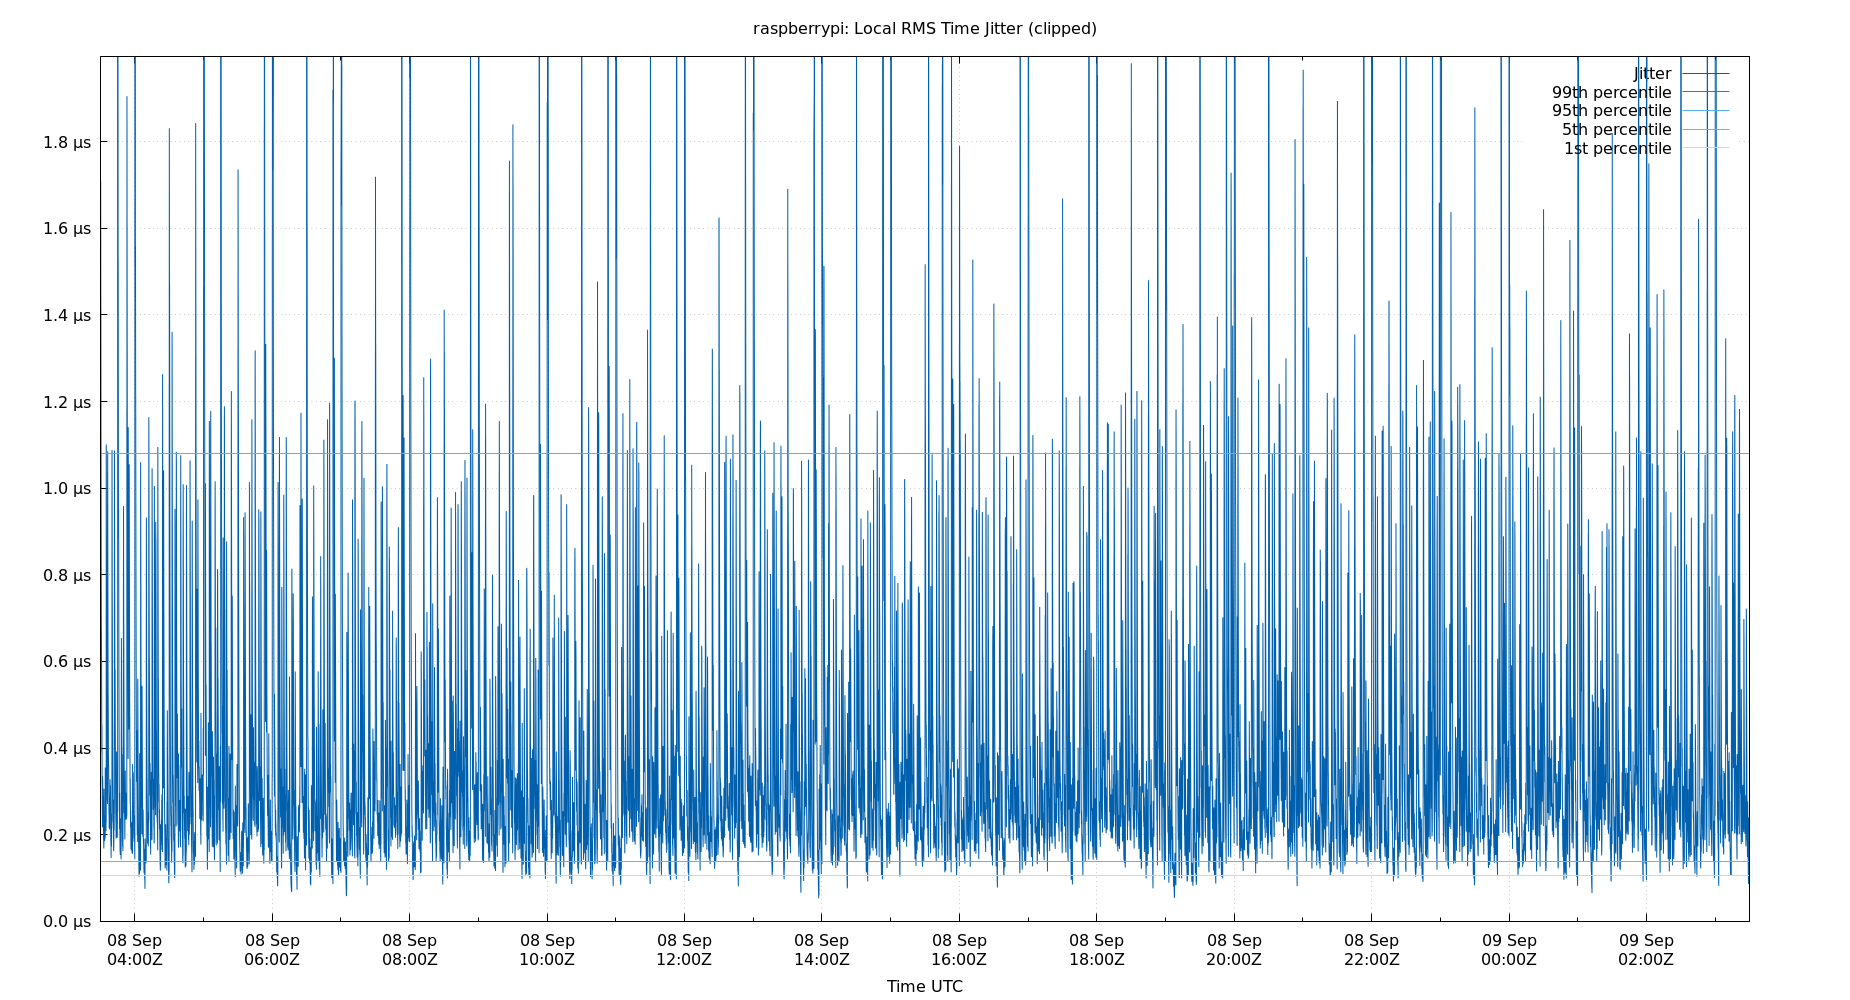 raspberrypi: Local RMS Time Jitter (clipped)
Jitter
99th percentile
95th percentile
5th percentile
1st percentile
1.8 µs
1.6 µs
1.4 µs
1.2 µs
1.0 µs
0.8 µs
0.6 µs
0.4 µs
0.2 µs
0.0 µs
08 Sep 08 Sep 08 Sep 08 Sep 08 Sep 08 Sep 08 Sep 08 Sep 08 Sep 08 Sep 09 Sep 09 Sep
04:00Z 06:00Z 08:00Z 10:00Z 12:00Z 14:00Z 16:00Z 18:00Z 20:00Z 22:00Z 00:00Z 02:00Z
Time UTC